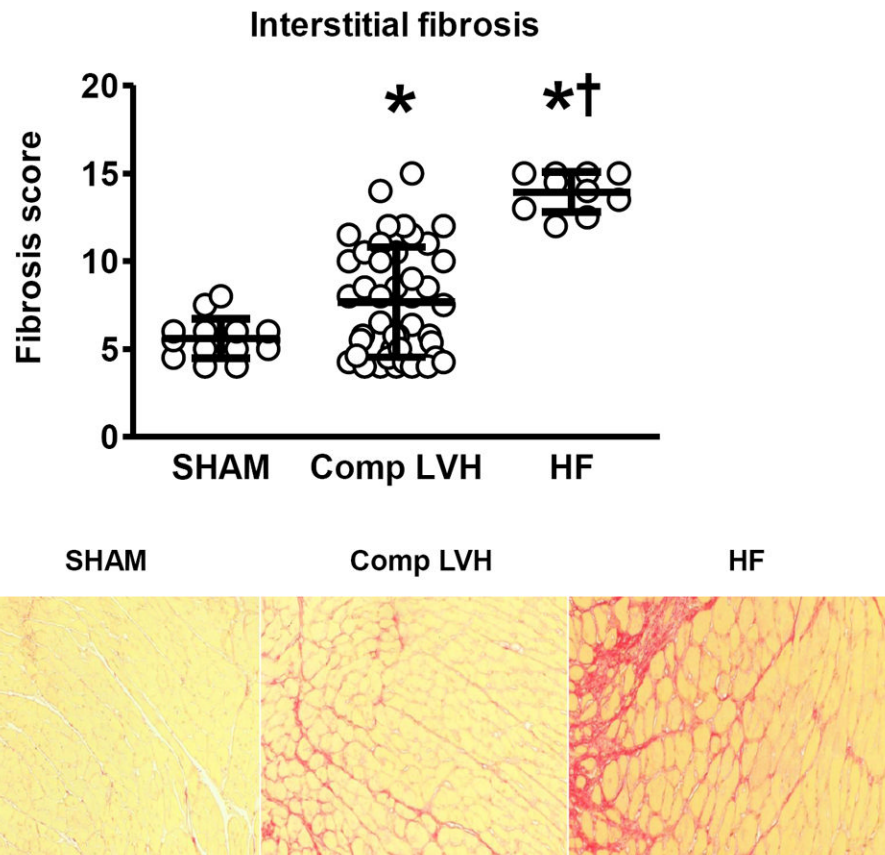 Interstitial fibrosis
Fibrosis score
20
15
10
5
0
*
*†
SHAM Comp LVH HF
SHAM Comp LVH HF